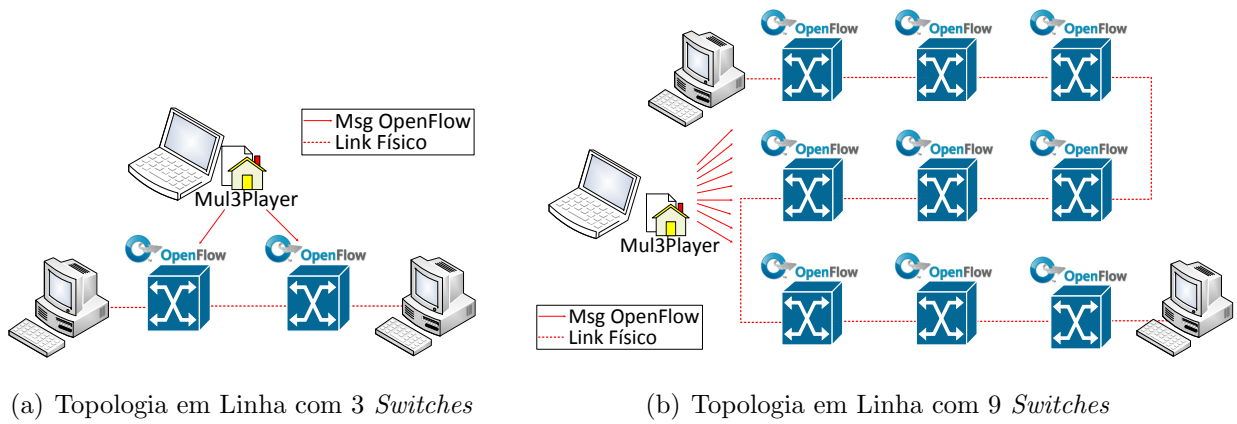 Msg OpenFlow
Link Físico
Mul3Player
OpenFlow
OpenFlow
(a) Topologia em Linha com 3 Switches
OpenFlow
OpenFlow
OpenFlow
OpenFlow
OpenFlow
OpenFlow
Mul3Player
OpenFlow
OpenFlow
OpenFlow
Msg OpenFlow
Link Físico
(b) Topologia em Linha com 9 Switches